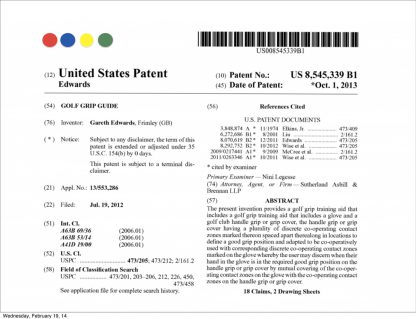 US008545339B1
(12) United States Patent
Edwards
(10) Patent No.: US 8,545,339 B1
(45) Date of Patent: *Oct. 1, 2013
(54) GOLF GRIP GUIDE
(76) Inventor: Gareth Edwards, Frimley (GB)
( * ) Notice: Subject to any disclaimer, the term of this
patent is extended or adjusted under 35
U.S.C. 154(b) by 0 days.
This patent is subject to a terminal dis-
claimer.
(21) Appl. No.: 13/553,286
(22) Filed: Jul. 19, 2012
(51) Int. Cl.
A63B 69/36 (2006.01)
A63B 53/14 (2006.01)
A41D 19/00 (2006.01)
(52) U.S. Cl.
USPC 473/205; 473/212; 2/161.2
(58) Field of Classification Search
USPC 473/201, 203–206, 212, 226, 450,
473/458
See application file for complete search history.
(56) References Cited
U.S. PATENT DOCUMENTS
3,848,874 A * 11/1974 Elkins, Jr. 473/409
6,272,686 B1 * 8/2001 Liu 2/161.2
8,070,619 B2 * 12/2011 Edwards 473/205
8,292,752 B2 * 10/2012 Wise et al. 473/205
2009/0217441 A1 * 9/2009 McCroe et al. 2/161.2
2011/0263346 A1 * 10/2011 Wise et al. 473/205
* cited by examiner
Primary Examiner — Nini Legesse
(74) Attorney, Agent, or Firm — Sutherland Asbill &
Brennan LLP
(57) ABSTRACT
The present invention provides a golf grip training aid that
includes a golf grip training aid that includes a glove and a
golf club handle grip or grip cover, the handle grip or grip
cover having a plurality of discrete co-operating contact
zones marked thereon spaced apart therealong in locations to
define a good grip position and adapted to be co-operatively
used with corresponding discrete co-operating contact zones
marked on the glove whereby the user may discern when their
hand in glove is in the required good grip position on the
handle grip or grip cover by mutual covering of the co-operat-
ing contact zones on the glove with the co-operating contact
zones on the handle grip or grip cover.
18 Claims, 2 Drawing Sheets
Wednesday, February 19, 14